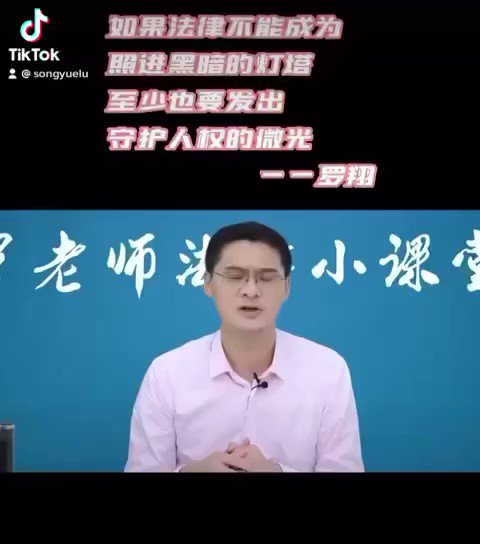 TikTok
@ songyuelu
如果法律不能成为
照进黑暗的灯塔
至少也要发出
守护人权的微光
——罗翔
老师法 小课堂